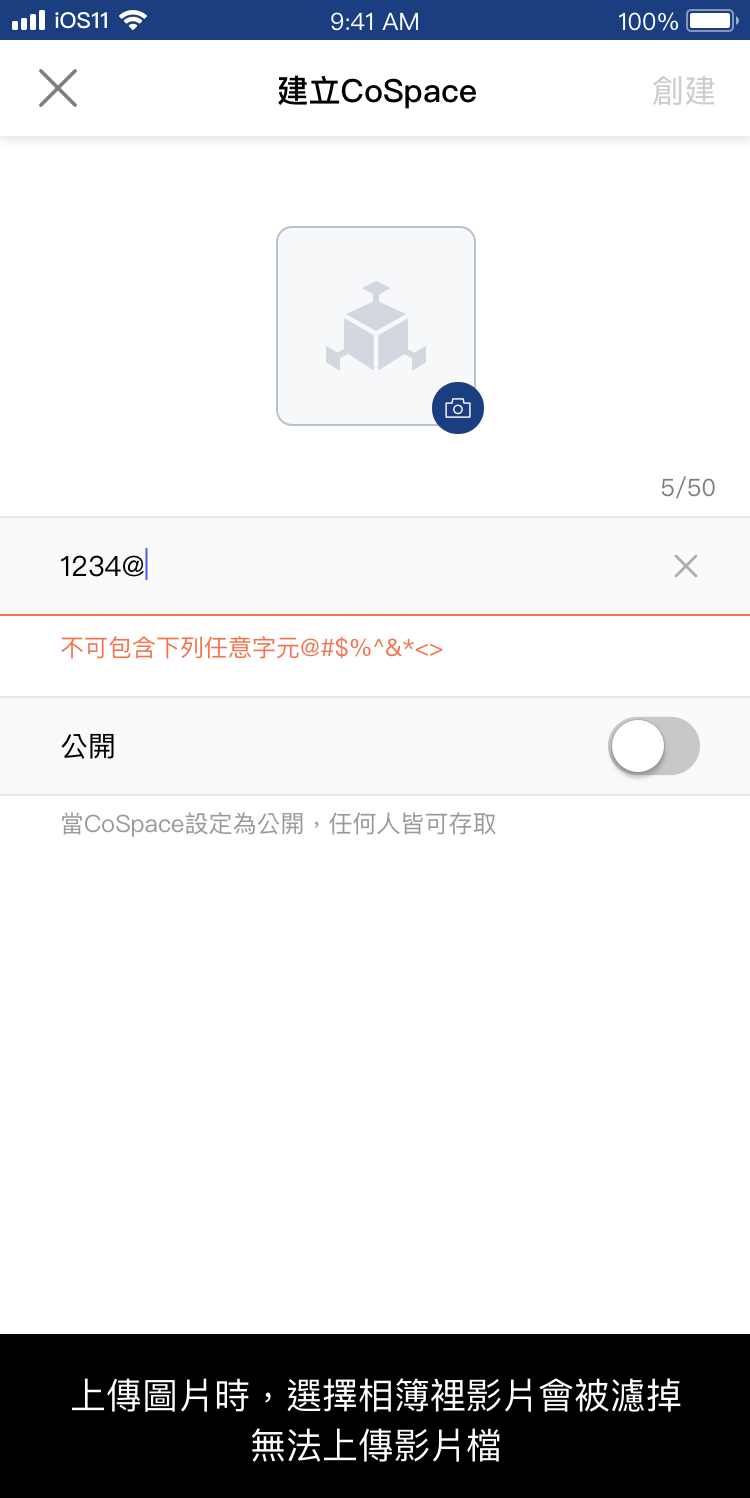 iOS11 9:41 AM 100%
建立CoSpace 創建
5/50
1234@
不可包含下列任意字元@#$%^&*<>
公開
當CoSpace設定為公開，任何人皆可存取
上傳圖片時，選擇相簿裡影片會被濾掉
無法上傳影片檔